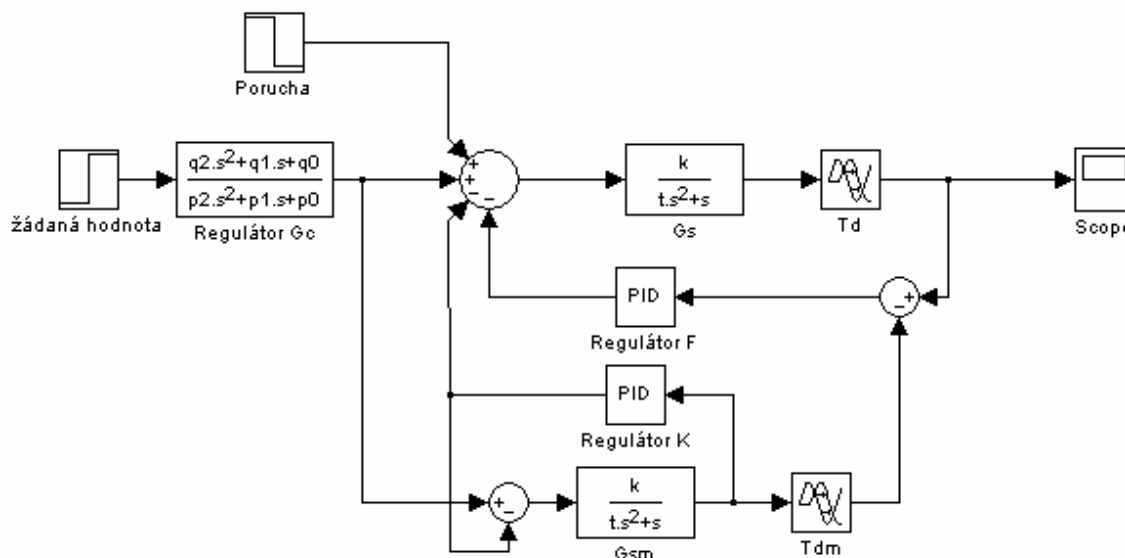 Porucha
q2.s²+q1.s+q0
p2.s²+p1.s+p0
žádaná hodnota
Regulátor Gc
+
+
−
k
t.s²+s
Gs
Td
Scope
PID
Regulátor F
+
−
PID
Regulátor K
+
−
k
t.s²+s
Gsm
Tdm